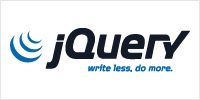 jQuery
write less, do more.